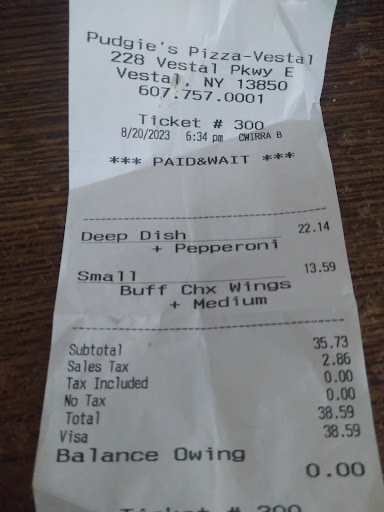 Pudgie's Pizza-Vestal
228 Vestal Pkwy E
Vestal, NY 13850
607.757.0001
Ticket # 300
8/20/2023 6:34 pm CWIRRA B
*** PAID&WAIT ***
Deep Dish 22.14
+ Pepperoni
Small 13.59
Buff Chx Wings
+ Medium
Subtotal 35.73
Sales Tax 2.86
Tax Included 0.00
No Tax 0.00
Total 38.59
Visa 38.59
Balance Owing
0.00
Ticket # 300